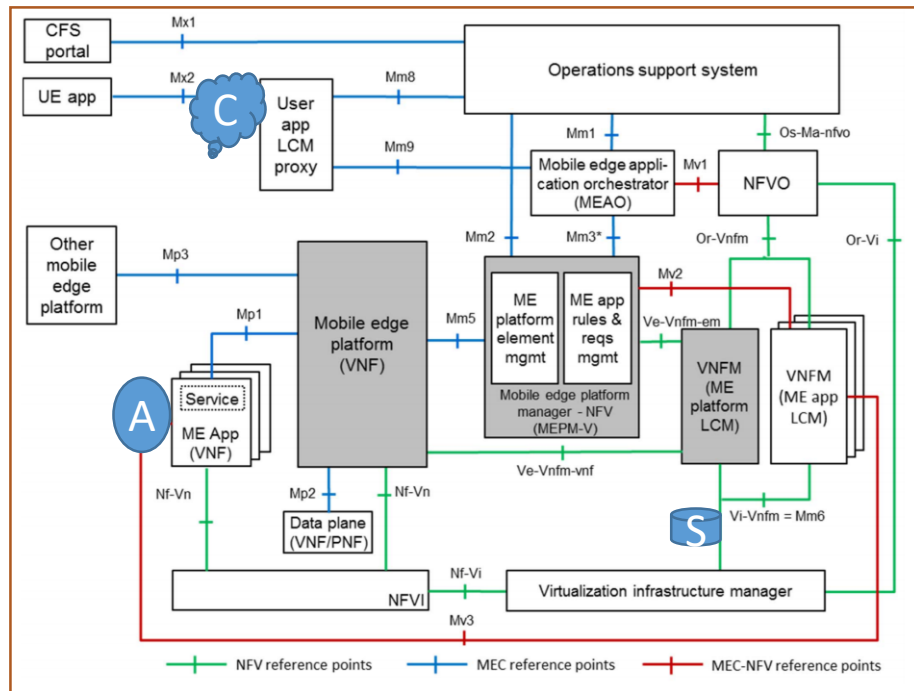 CFS
portal
Mx1
Operations support system
UE app
Mx2
C
User
app
LCM
proxy
Mm8
Mm9
Mm1
Os-Ma-nfvo
Mobile edge appli-
cation orchestrator
(MEAO)
Mv1
NFVO
Other
mobile
edge
platform
Mp3
Mm2
Mm3*
Or-Vnfm
Or-Vi
Mobile edge
platform
(VNF)
Mp1
Mm5
ME
platform
element
mgmt
ME app
rules &
reqs
mgmt
Mobile edge platform
manager - NFV
(MEPM-V)
Mv2
Ve-Vnfm-em
VNFM
(ME
platform
LCM)
VNFM
(ME app
LCM)
A
Service
ME App
(VNF)
Nf-Vn
Mp2
Nf-Vn
Ve-Vnfm-vnf
Data plane
(VNF/PNF)
S
Vi-Vnfm = Mm6
NFVI
Nf-Vi
Virtualization infrastructure manager
Mv3
NFV reference points
MEC reference points
MEC-NFV reference points